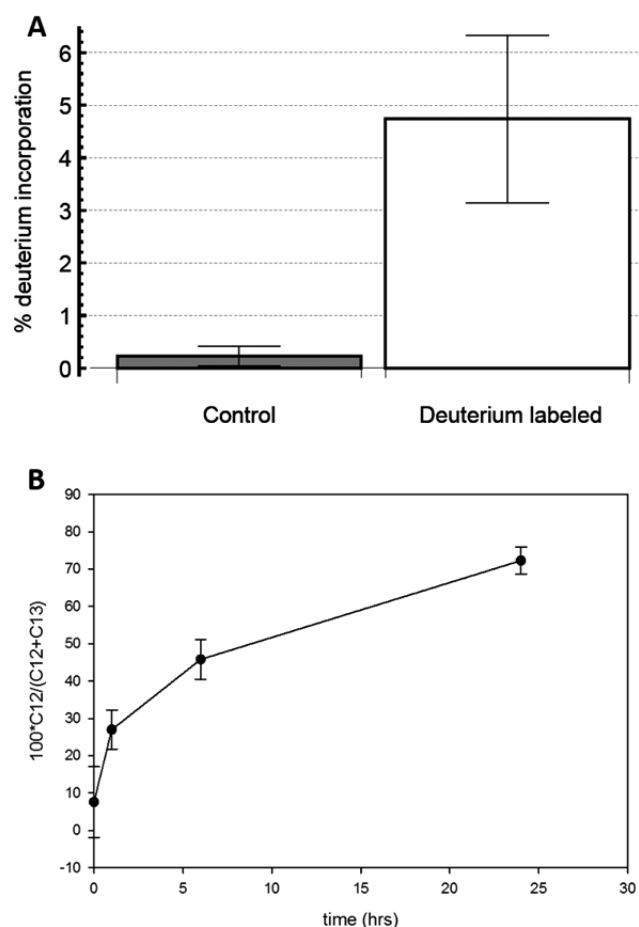 A
% deuterium incorporation
6
5
4
3
2
1
0
Control Deuterium labeled
B
100*C12/(C12+C13)
90
80
70
60
50
40
30
20
10
0
-10
0 5 10 15 20 25 30
time (hrs)